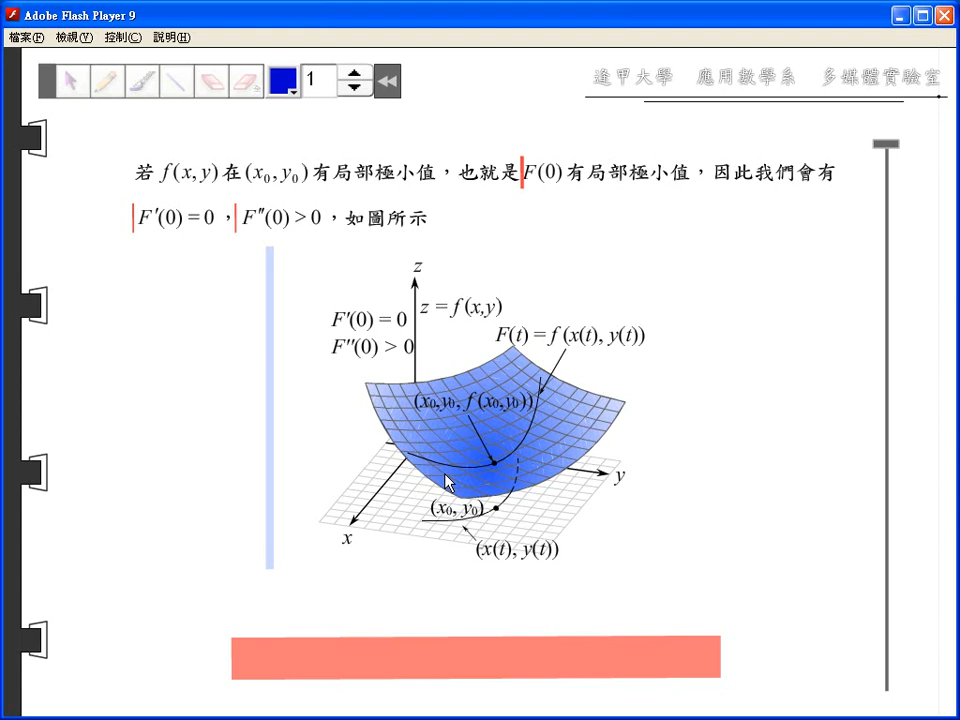 Adobe Flash Player 9
檔案(F) 檢視(V) 控制(C) 說明(H)
1
逢甲大學 應用數學系 多媒體實驗室
若 f(x, y) 在 (x₀, y₀) 有局部極小值，也就是 F(0) 有局部極小值，因此我們會有
F′(0) = 0 ， F″(0) > 0 ，如圖所示
z
z = f(x,y)
F'(0) = 0
F''(0) > 0
F(t) = f(x(t), y(t))
(x₀,y₀, f(x₀,y₀))
y
(x₀, y₀)
x
(x(t), y(t))